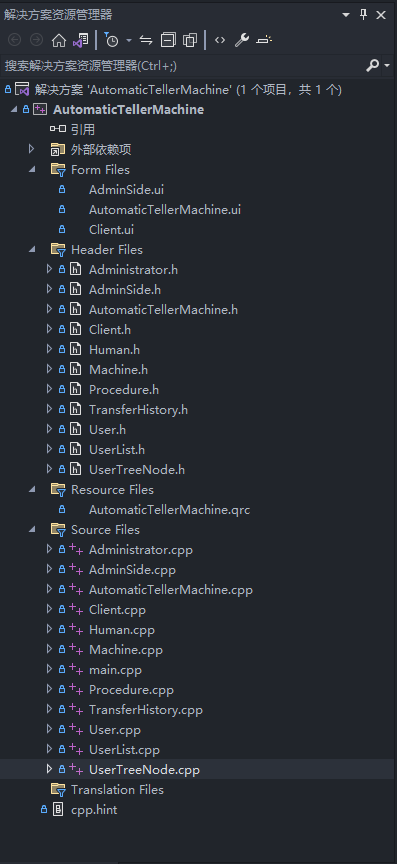 解决方案资源管理器
搜索解决方案资源管理器(Ctrl+;)
解决方案 'AutomaticTellerMachine' (1 个项目，共 1 个)
AutomaticTellerMachine
引用
外部依赖项
Form Files
AdminSide.ui
AutomaticTellerMachine.ui
Client.ui
Header Files
Administrator.h
AdminSide.h
AutomaticTellerMachine.h
Client.h
Human.h
Machine.h
Procedure.h
TransferHistory.h
User.h
UserList.h
UserTreeNode.h
Resource Files
AutomaticTellerMachine.qrc
Source Files
Administrator.cpp
AdminSide.cpp
AutomaticTellerMachine.cpp
Client.cpp
Human.cpp
Machine.cpp
main.cpp
Procedure.cpp
TransferHistory.cpp
User.cpp
UserList.cpp
UserTreeNode.cpp
Translation Files
cpp.hint